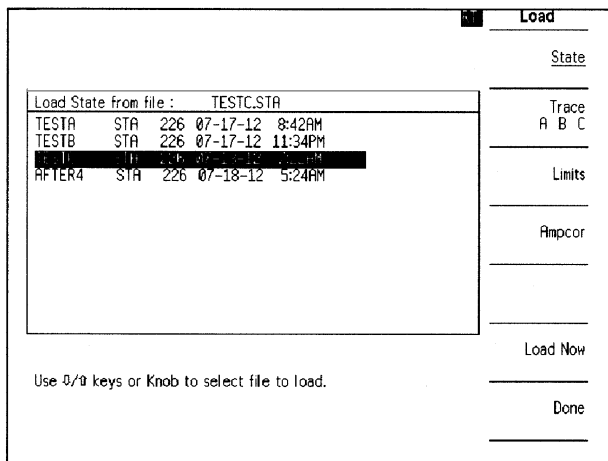 Load
State
Load State from file : TESTC.STA
TESTA STA 226 07-17-12 8:42AM
TESTB STA 226 07-17-12 11:34PM
AFTER4 STA 226 07-18-12 5:24AM
Trace
A B C
Limits
Ampcor
Load Now
Use ⇩/⇧ keys or Knob to select file to load.
Done